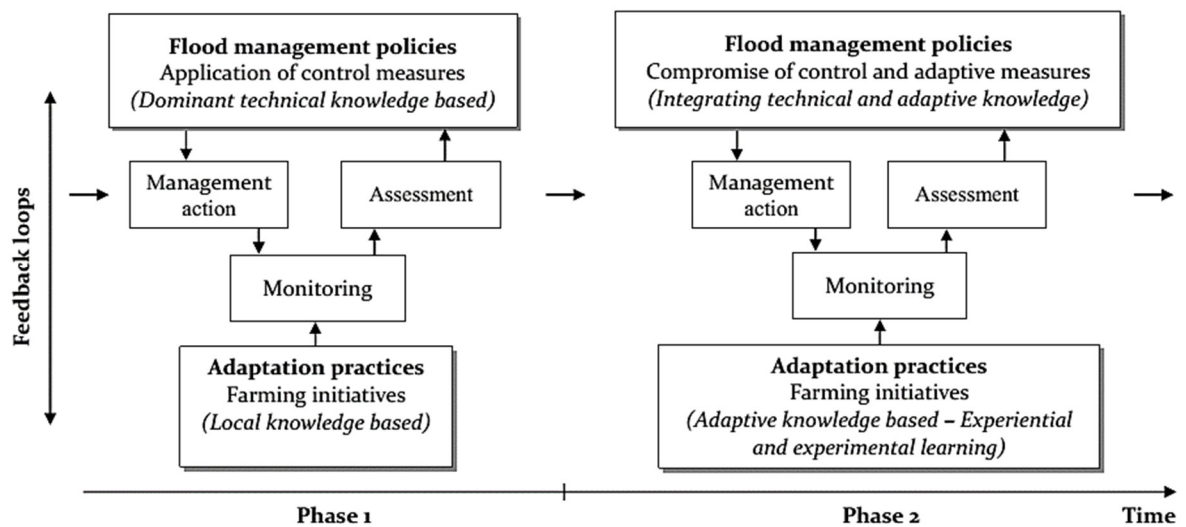 Feedback loops
Flood management policies
Application of control measures
(Dominant technical knowledge based)
Management
action
Assessment
Monitoring
Adaptation practices
Farming initiatives
(Local knowledge based)
Flood management policies
Compromise of control and adaptive measures
(Integrating technical and adaptive knowledge)
Management
action
Assessment
Monitoring
Adaptation practices
Farming initiatives
(Adaptive knowledge based – Experiential
and experimental learning)
Phase 1
Phase 2
Time